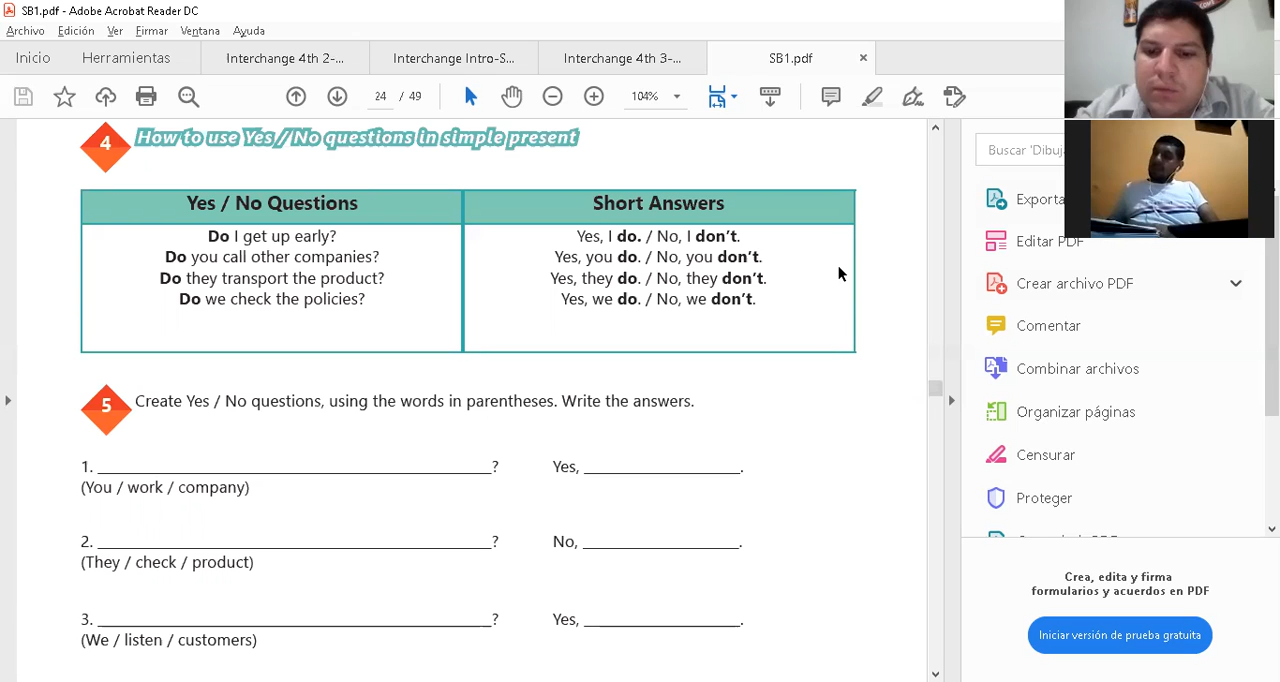 SB1.pdf - Adobe Acrobat Reader DC
Archivo Edición Ver Firmar Ventana Ayuda
Inicio Herramientas Interchange 4th 2-... Interchange Intro-S... Interchange 4th 3-... SB1.pdf ×
24 / 49 104%
4 How to use Yes / No questions in simple present
Yes / No Questions Short Answers
Do I get up early? Yes, I do. / No, I don't.
Do you call other companies? Yes, you do. / No, you don't.
Do they transport the product? Yes, they do. / No, they don't.
Do we check the policies? Yes, we do. / No, we don't.
5 Create Yes / No questions, using the words in parentheses. Write the answers.
1. ? Yes, .
(You / work / company)
2. ? No, .
(They / check / product)
3. ? Yes, .
(We / listen / customers)
Buscar 'Dibuj
Exporta
Editar PDF
Crear archivo PDF
Comentar
Combinar archivos
Organizar páginas
Censurar
Proteger
Crea, edita y firma
formularios y acuerdos en PDF
Iniciar versión de prueba gratuita